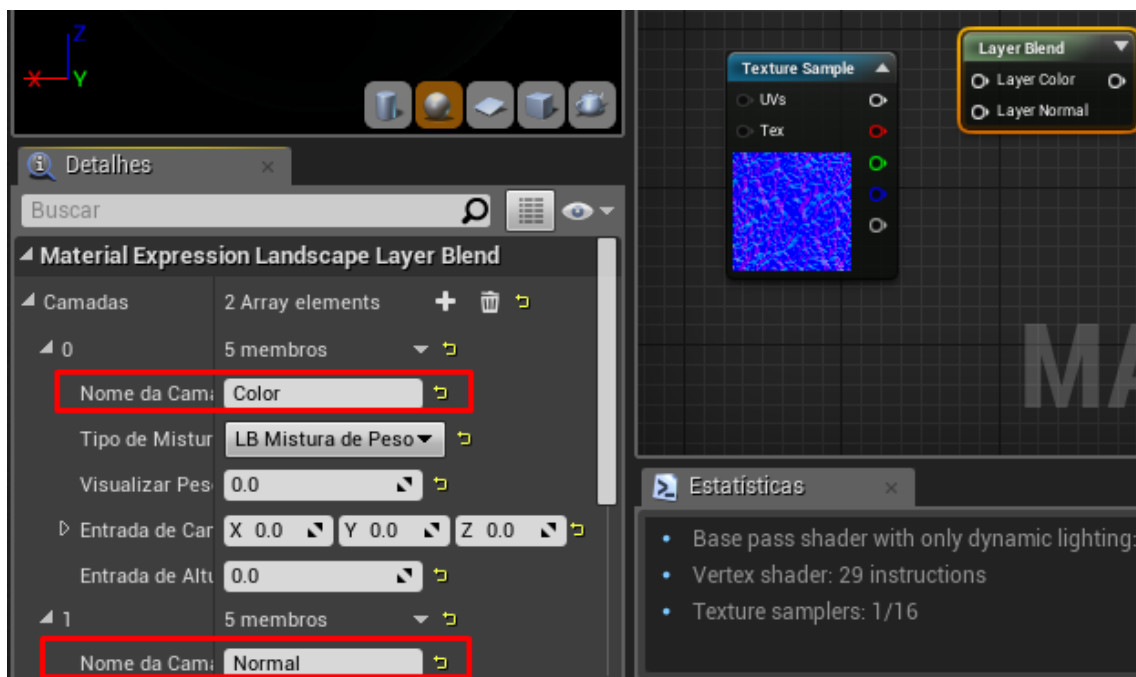 Z
X Y
Detalhes
Buscar
Material Expression Landscape Layer Blend
Camadas 2 Array elements
0 5 membros
Nome da Cama Color
Tipo de Mistur LB Mistura de Peso
Visualizar Pes 0.0
Entrada de Car X 0.0 Y 0.0 Z 0.0
Entrada de Altu 0.0
1 5 membros
Nome da Cama Normal
Texture Sample
UVs
Tex
Layer Blend
Layer Color
Layer Normal
MA
Estatísticas
Base pass shader with only dynamic lighting:
Vertex shader: 29 instructions
Texture samplers: 1/16